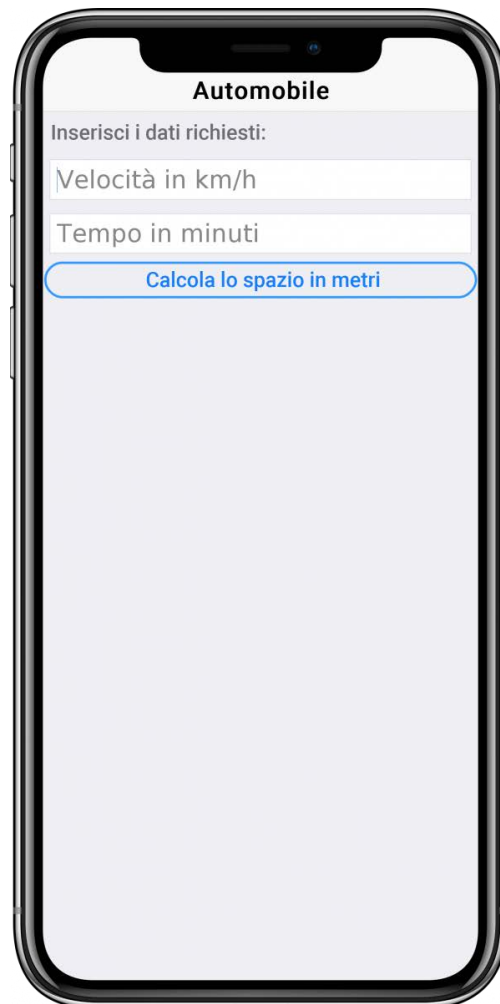 Automobile
Inserisci i dati richiesti:
Velocità in km/h
Tempo in minuti
Calcola lo spazio in metri